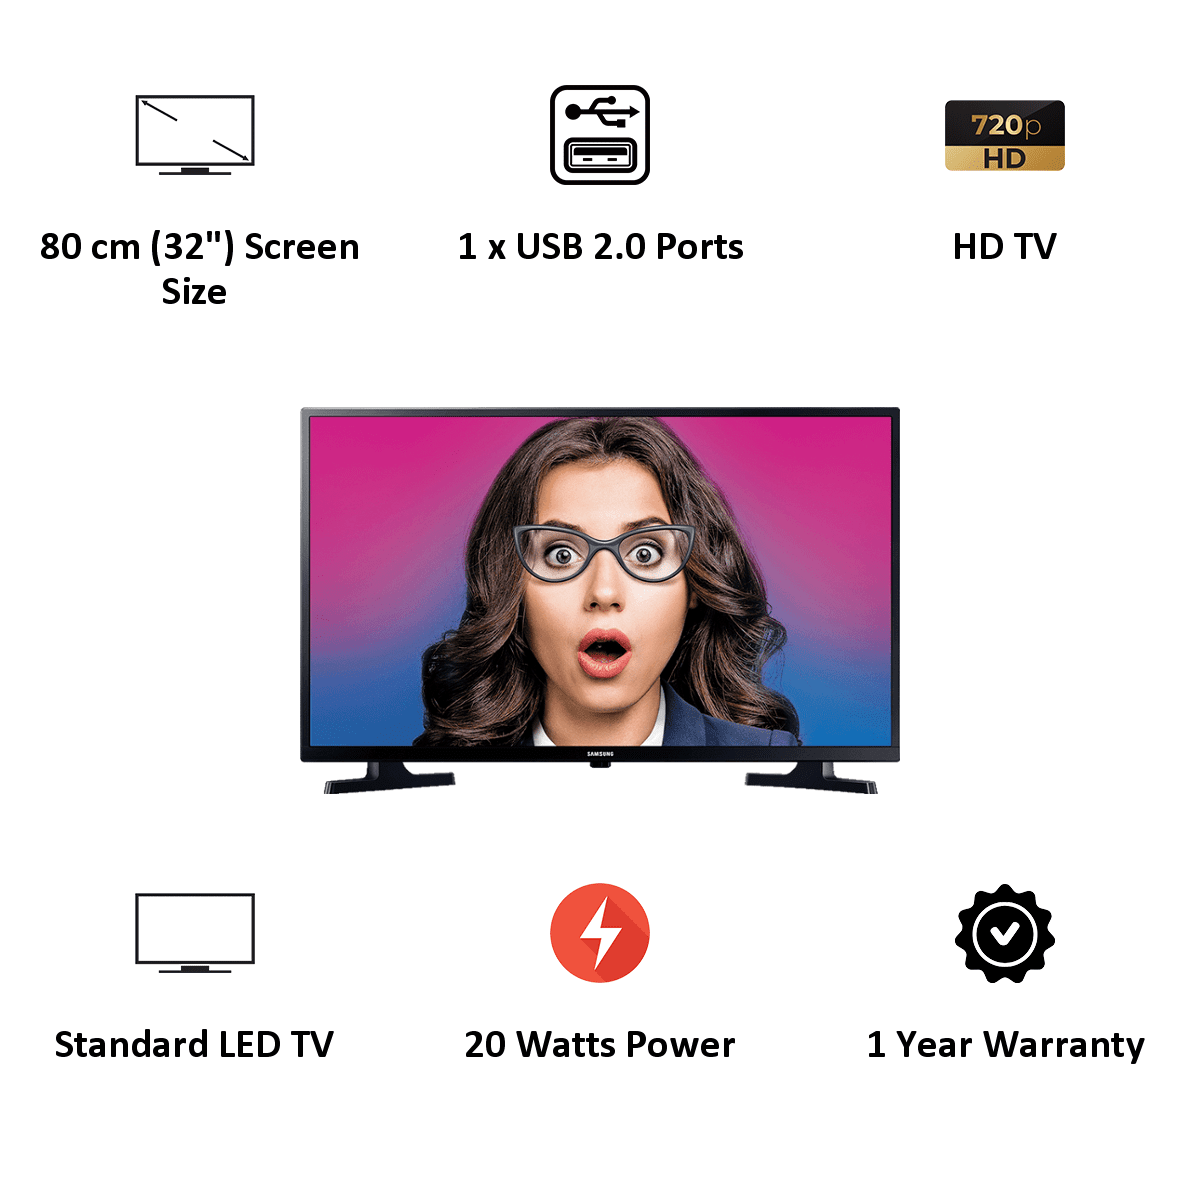 720p
HD
80 cm (32") Screen
Size
1 x USB 2.0 Ports
HD TV
SAMSUNG
Standard LED TV
20 Watts Power
1 Year Warranty